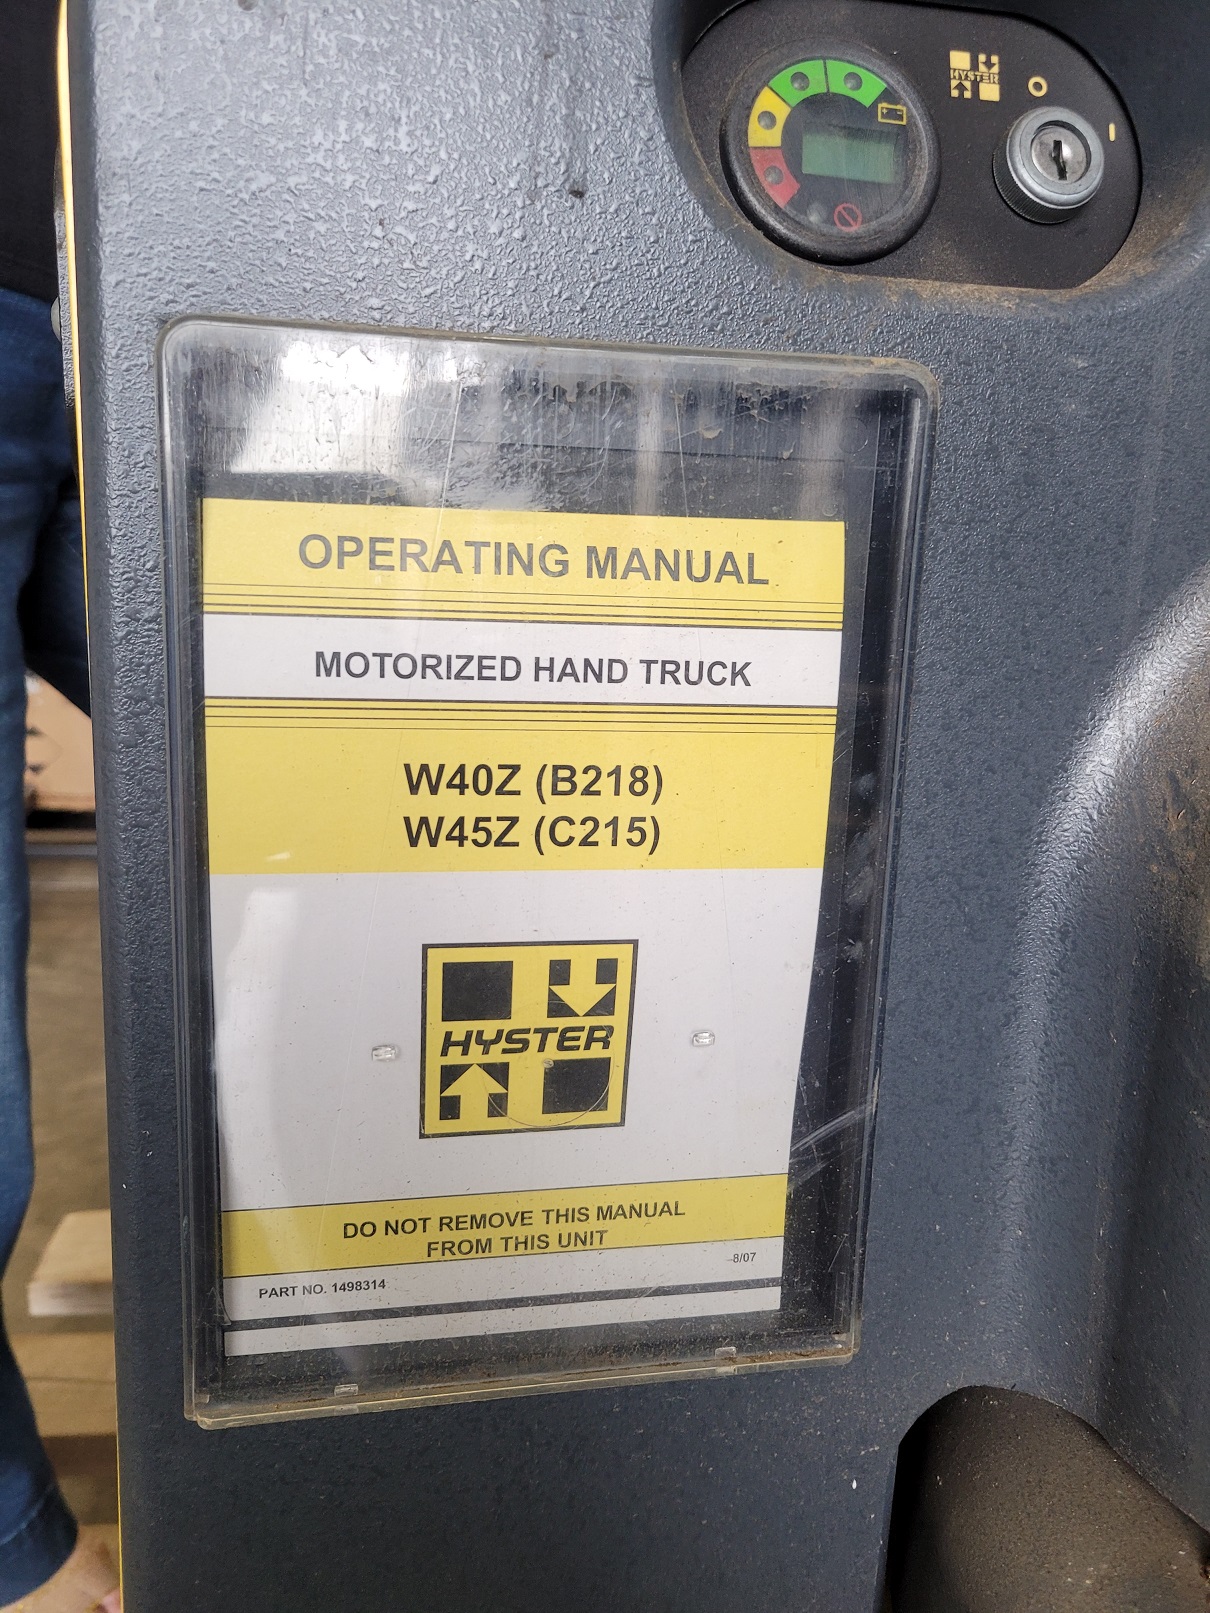 HYSTER
O
I
OPERATING MANUAL
MOTORIZED HAND TRUCK
W40Z (B218)
W45Z (C215)
HYSTER
DO NOT REMOVE THIS MANUAL
FROM THIS UNIT
8/07
PART NO. 1498314